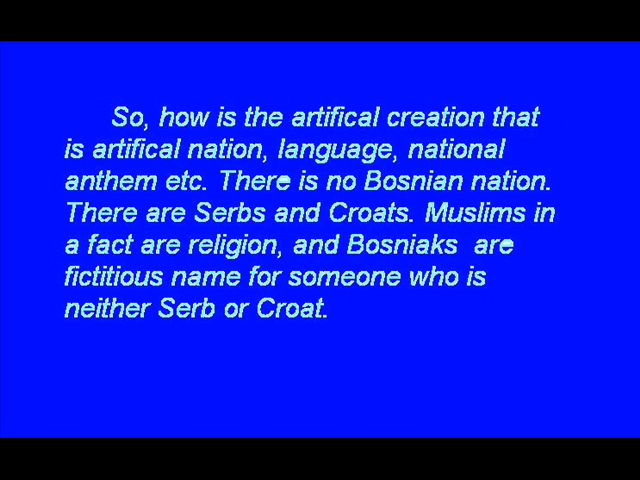 So, how is the artifical creation that
is artifical nation, language, national
anthem etc. There is no Bosnian nation.
There are Serbs and Croats. Muslims in
a fact are religion, and Bosniaks  are
fictitious name for someone who is
neither Serb or Croat.